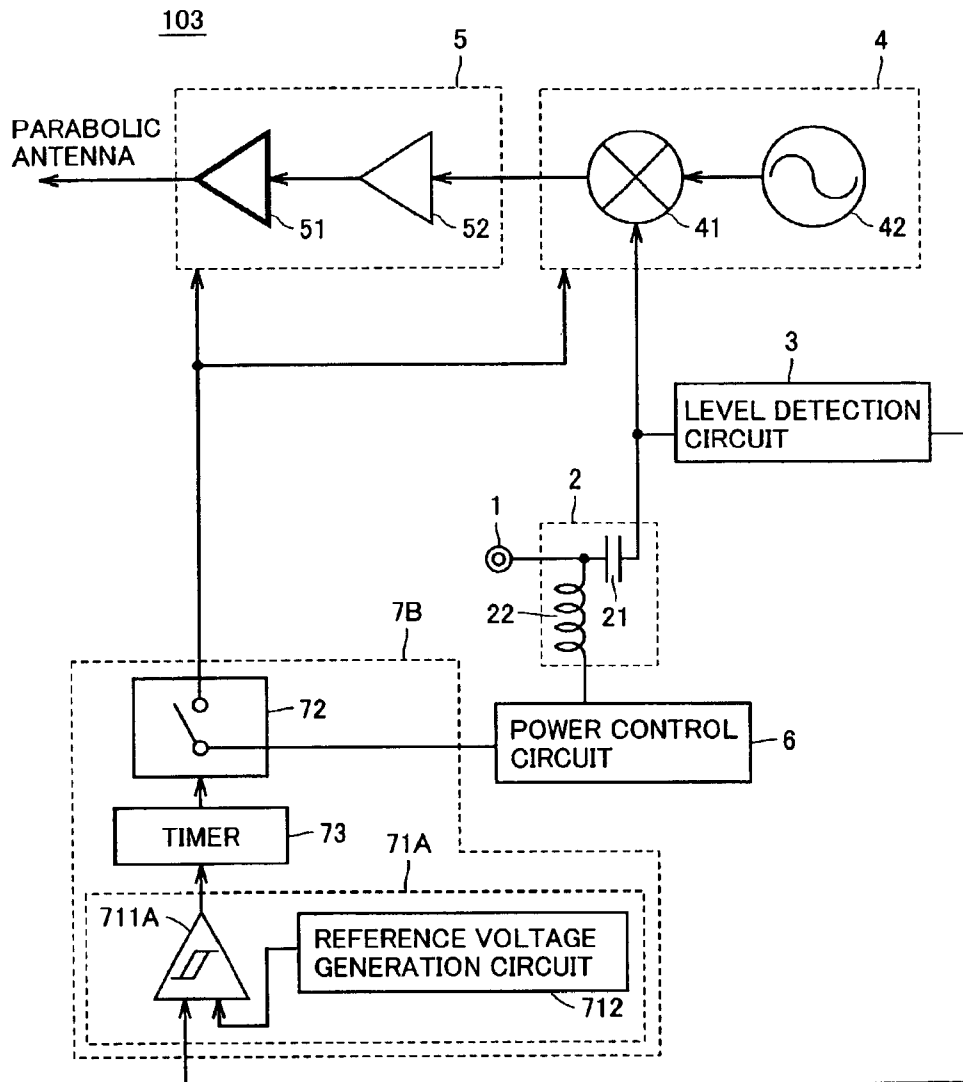 103
5
4
PARABOLIC
ANTENNA
51
52
41
42
3
LEVEL DETECTION
CIRCUIT
2
1
22
21
7B
72
POWER CONTROL
CIRCUIT
6
TIMER
73
71A
711A
REFERENCE VOLTAGE
GENERATION CIRCUIT
712